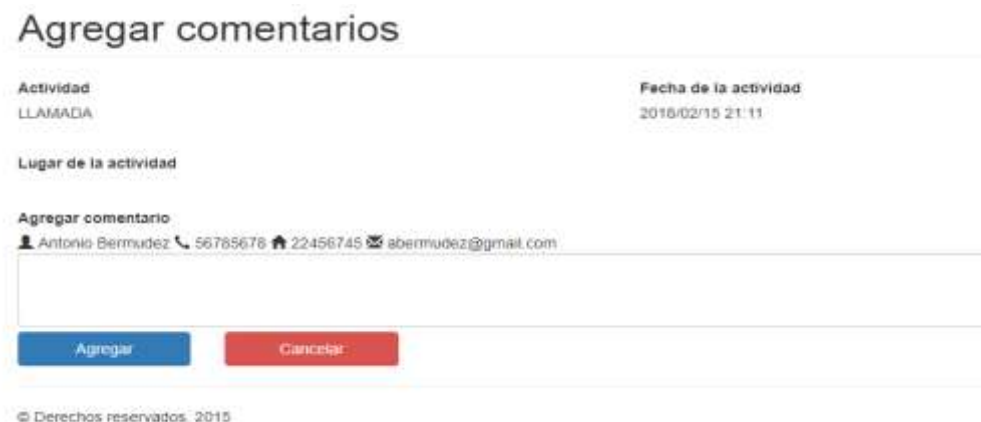 Agregar comentarios
Actividad
Fecha de la actividad
LLAMADA
2016/02/15 21:11
Lugar de la actividad
Agregar comentario
Antonio Bermudez 56785678 22456745 abermudez@gmail.com
Agregar
Cancelar
© Derechos reservados. 2015